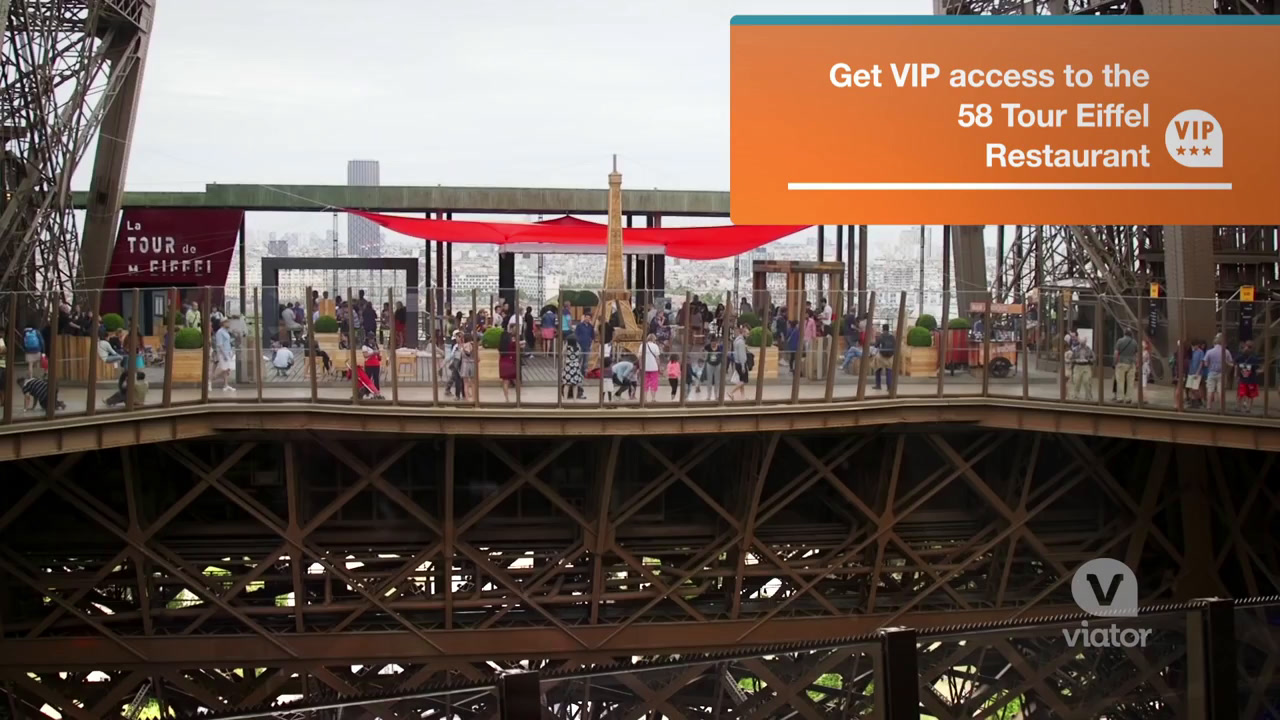 Get VIP access to the
58 Tour Eiffel
Restaurant
VIP
La
TOUR de
EIFFEL
V
viator